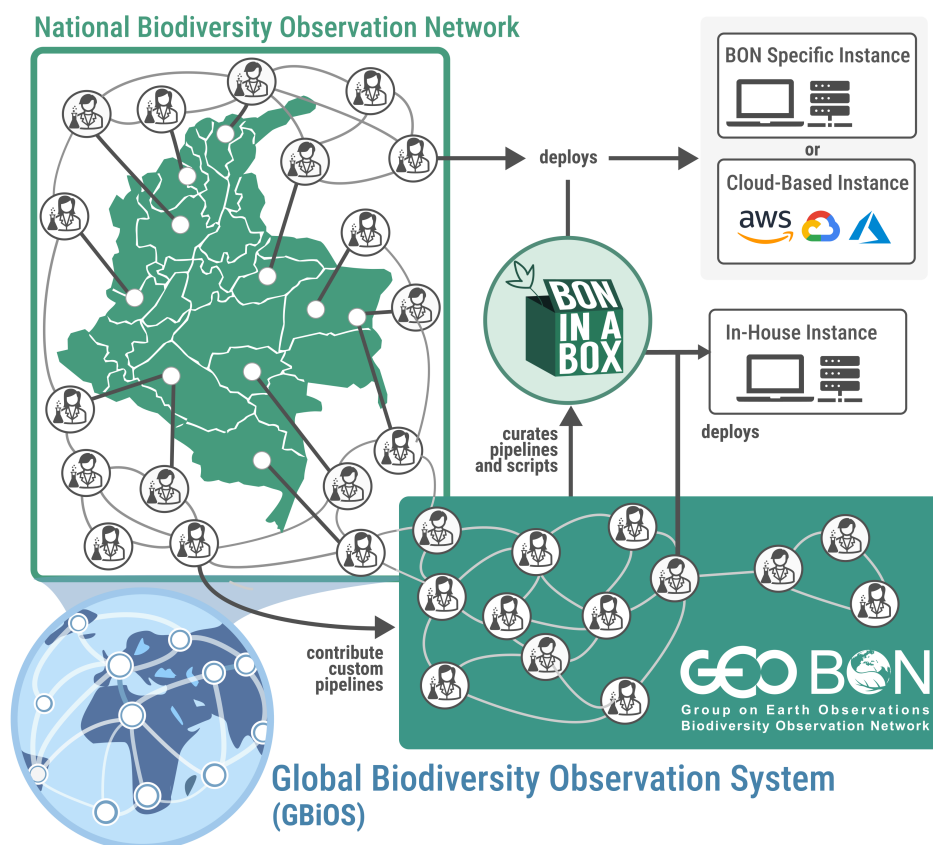 National Biodiversity Observation Network
BON Specific Instance
or
Cloud-Based Instance
aws
deploys
BON
IN A
BOX
In-House Instance
deploys
curates
pipelines
and scripts
contribute
custom
pipelines
GEO BON
Group on Earth Observations
Biodiversity Observation Network
Global Biodiversity Observation System
(GBiOS)